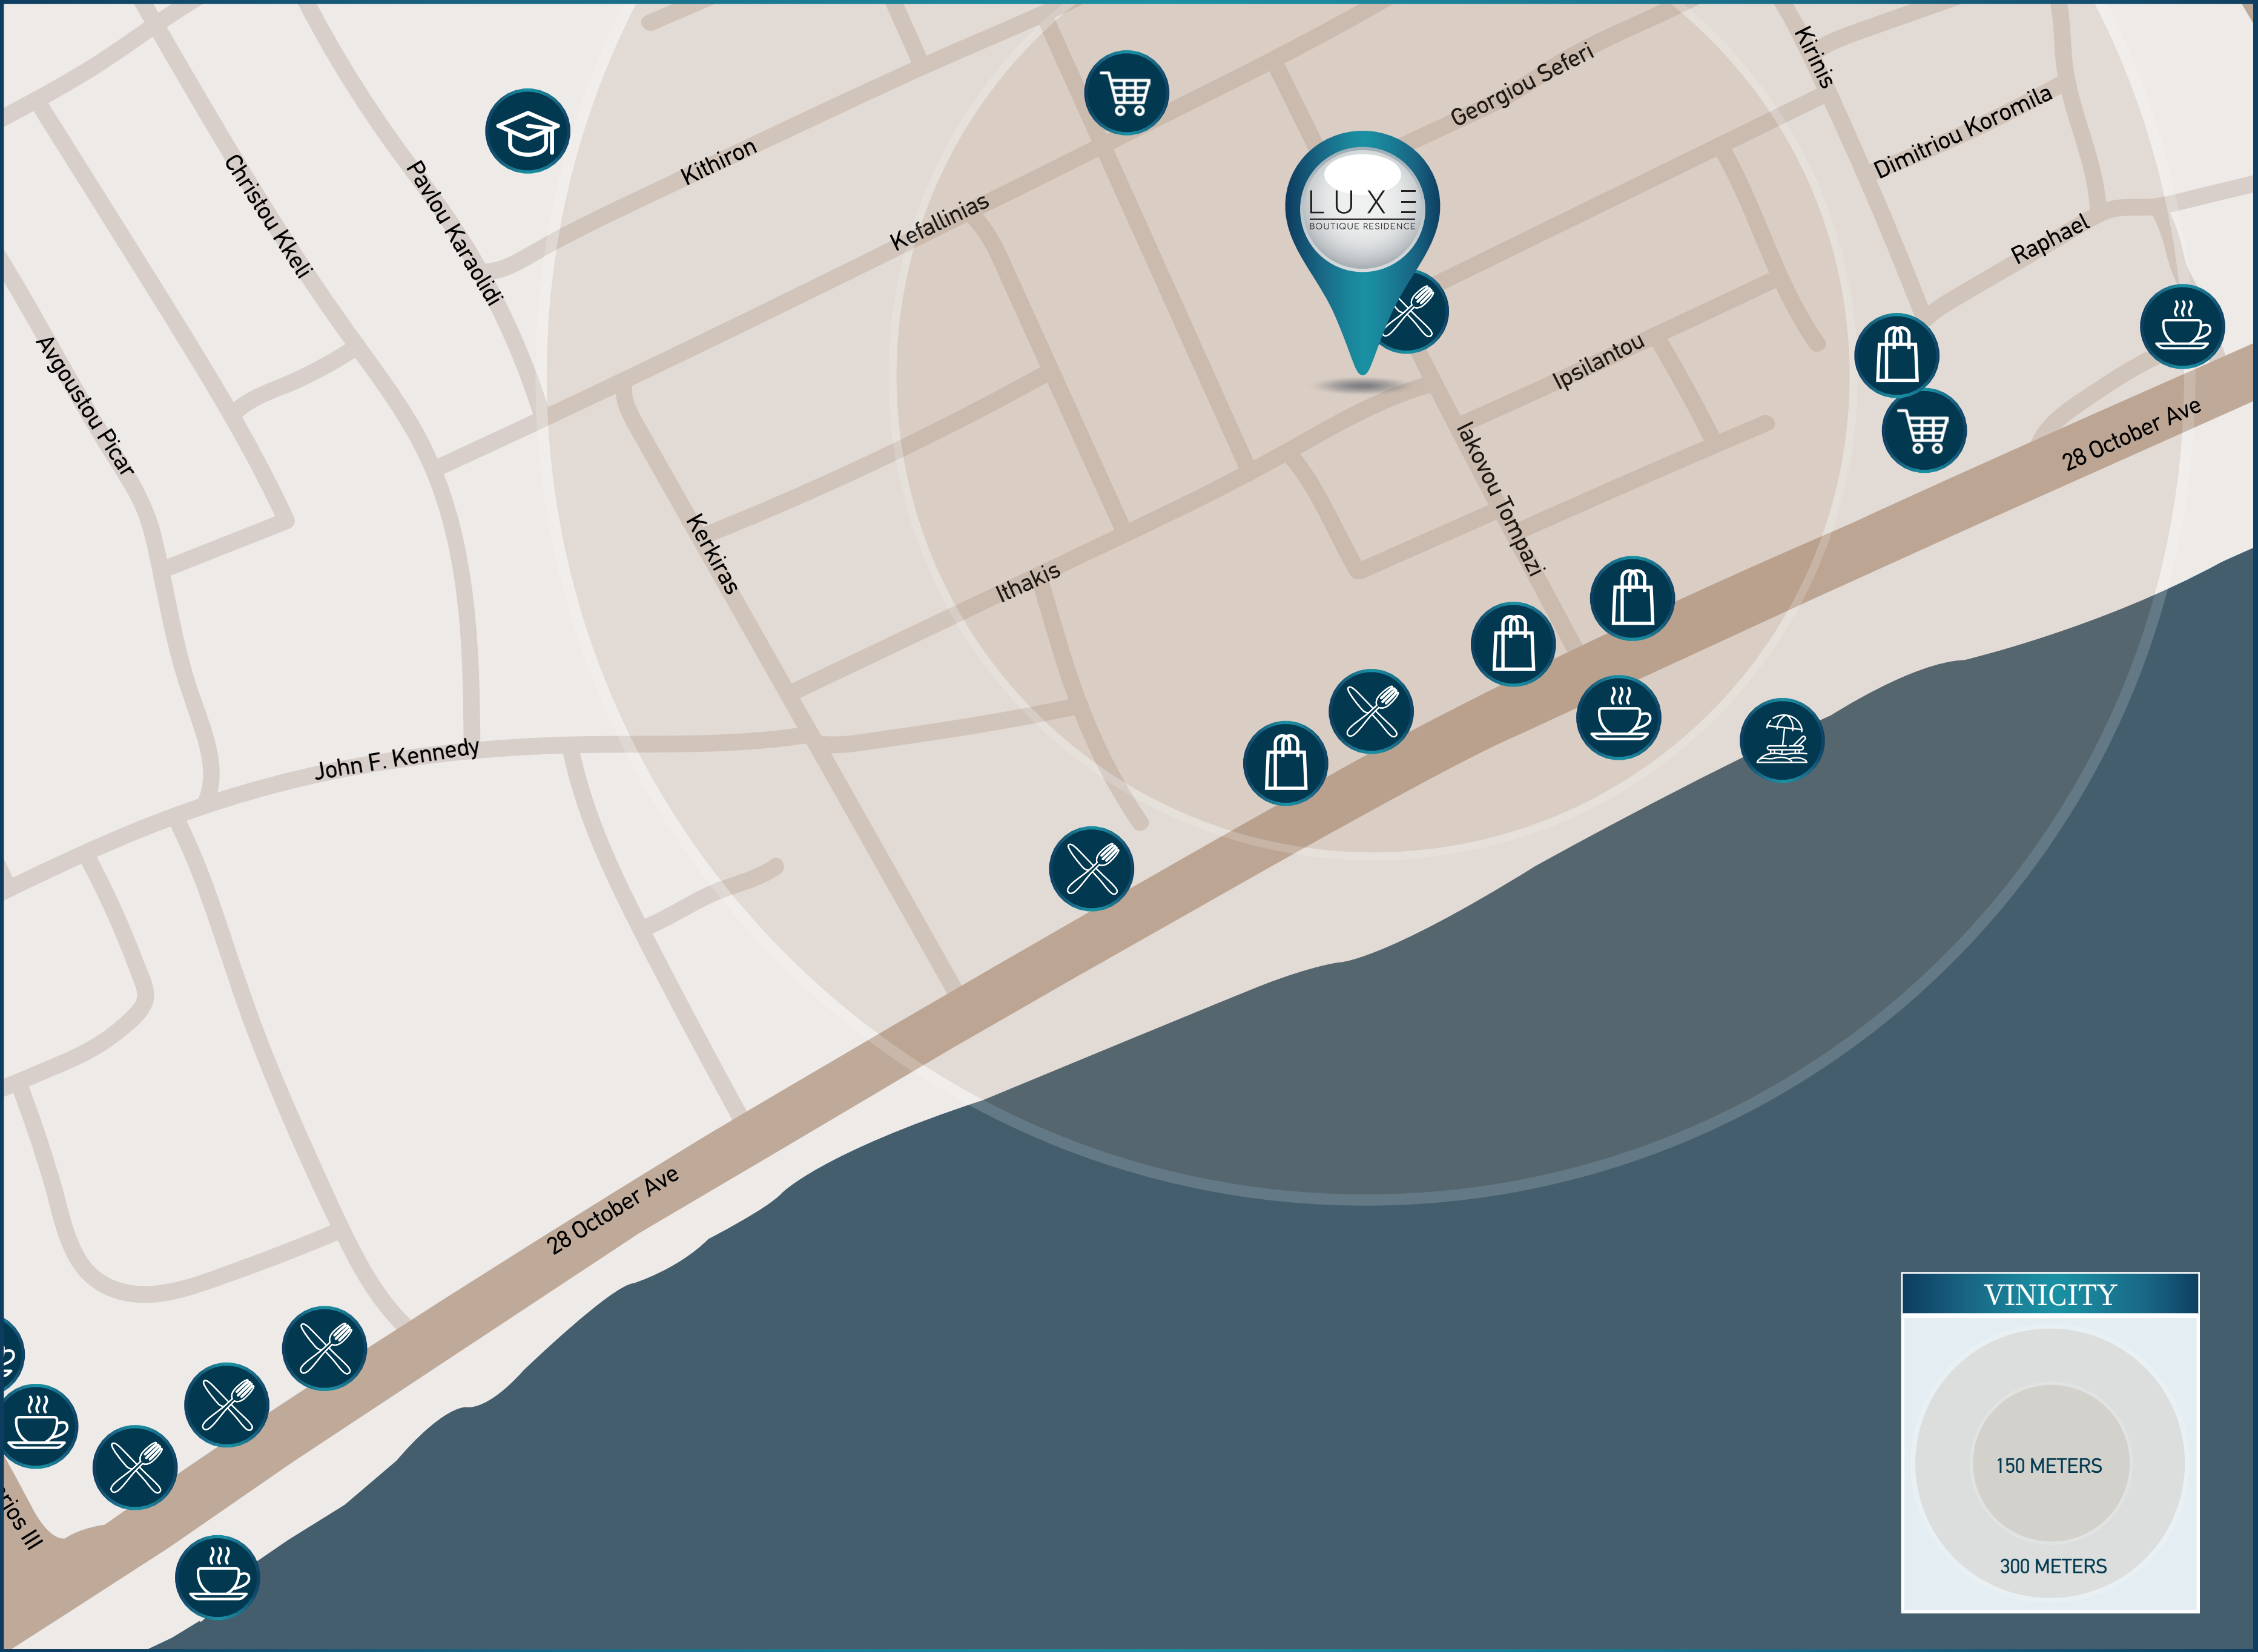 Kirinis
Georgiou Seferi
Dimitriou Koromila
Kithiron
Christou Kkeli
Pavlou Karaolidi
Kefallinias
LUXE
BOUTIQUE RESIDENCE
Raphael
Avgoustou Picar
Ipsilantou
28 October Ave
Iakovou Tompazi
Kerkiras
Ithakis
John F. Kennedy
28 October Ave
VINICITY
150 METERS
300 METERS
III